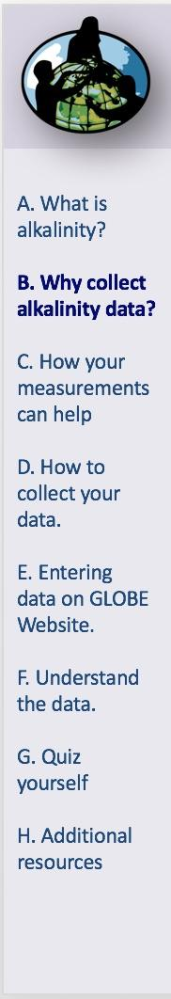 A. What is
alkalinity?
B. Why collect
alkalinity data?
C. How your
measurements
can help
D. How to
collect your
data.
E. Entering
data on GLOBE
Website.
F. Understand
the data.
G. Quiz
yourself
H. Additional
resources